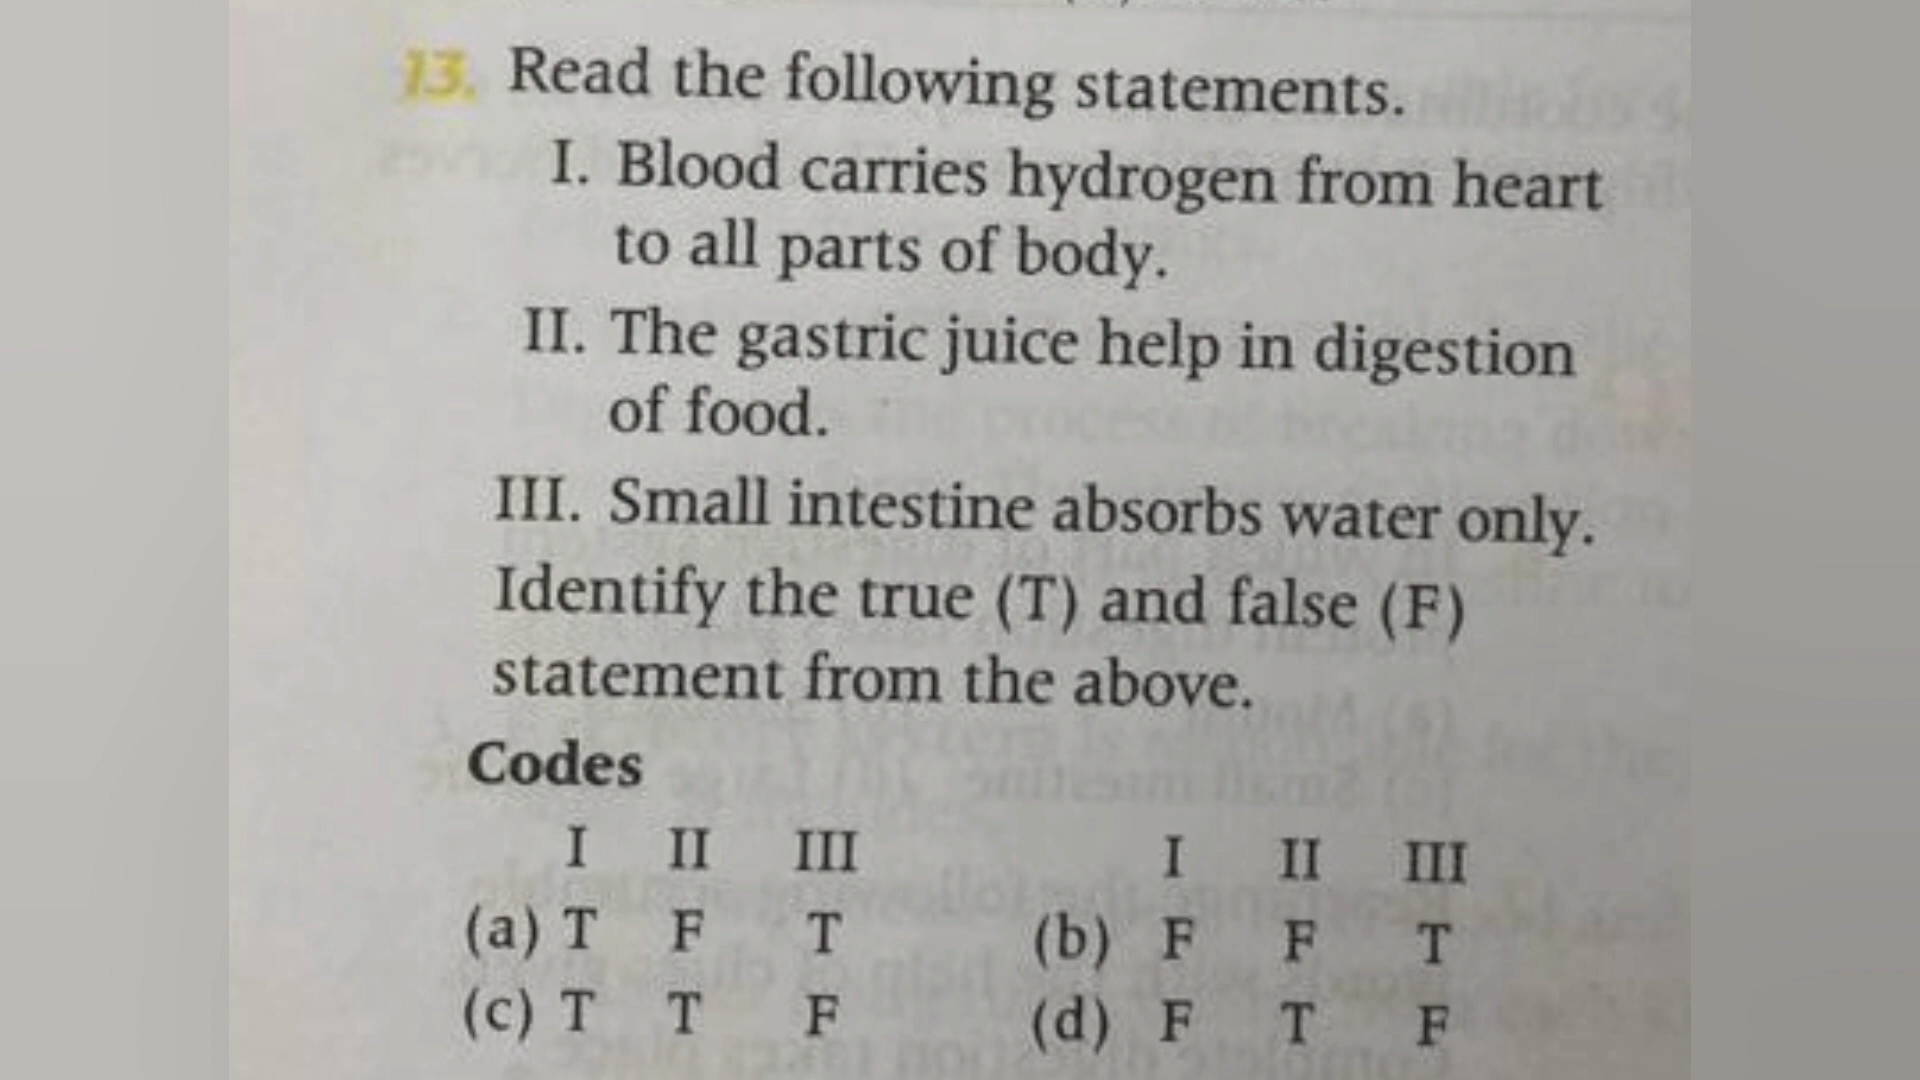 13. Read the following statements.
I. Blood carries hydrogen from heart
to all parts of body.
II. The gastric juice help in digestion
of food.
III. Small intestine absorbs water only.
Identify the true (T) and false (F)
statement from the above.
Codes
I II III I II III
(a) T F T (b) F F T
(c) T T F (d) F T F